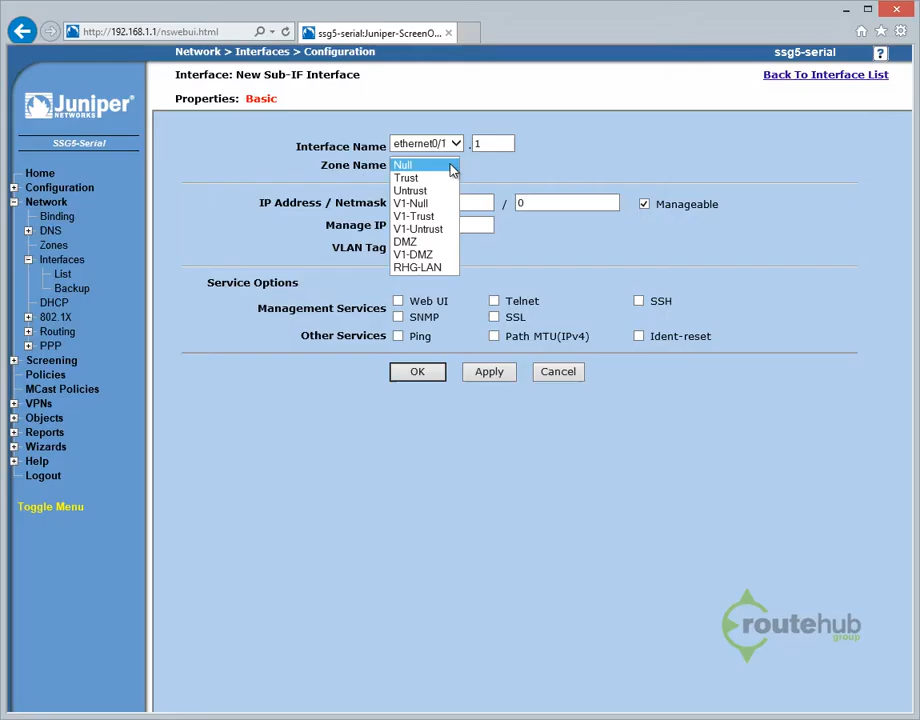 http://192.168.1.1/nswebui.html
ssg5-serial:Juniper-ScreenO...
Network > Interfaces > Configuration
ssg5-serial
?
Interface: New Sub-IF Interface
Back To Interface List
Properties: Basic
Juniper
NETWORKS
SSG5-Serial
Home
Configuration
Network
Binding
DNS
Zones
Interfaces
List
Backup
DHCP
802.1X
Routing
PPP
Screening
Policies
MCast Policies
VPNs
Objects
Reports
Wizards
Help
Logout
Toggle Menu
Interface Name ethernet0/1 . 1
Zone Name
Null
Trust
Untrust
V1-Null
V1-Trust
V1-Untrust
DMZ
V1-DMZ
RHG-LAN
IP Address / Netmask / 0 Manageable
Manage IP
VLAN Tag
Service Options
Management Services Web UI Telnet SSH
SNMP SSL
Other Services Ping Path MTU(IPv4) Ident-reset
OK Apply Cancel
routehub
group